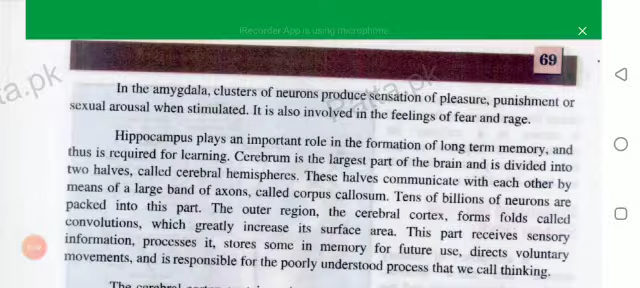 iRecorder App is using microphone
69
In the amygdala, clusters of neurons produce sensation of pleasure, punishment or
sexual arousal when stimulated. It is also involved in the feelings of fear and rage.
Hippocampus plays an important role in the formation of long term memory, and
thus is required for learning. Cerebrum is the largest part of the brain and is divided into
two halves, called cerebral hemispheres. These halves communicate with each other by
means of a large band of axons, called corpus callosum. Tens of billions of neurons are
packed into this part. The outer region, the cerebral cortex, forms folds called
convolutions, which greatly increase its surface area. This part receives sensory
information, processes it, stores some in memory for future use, directs voluntary
movements, and is responsible for the poorly understood process that we call thinking.